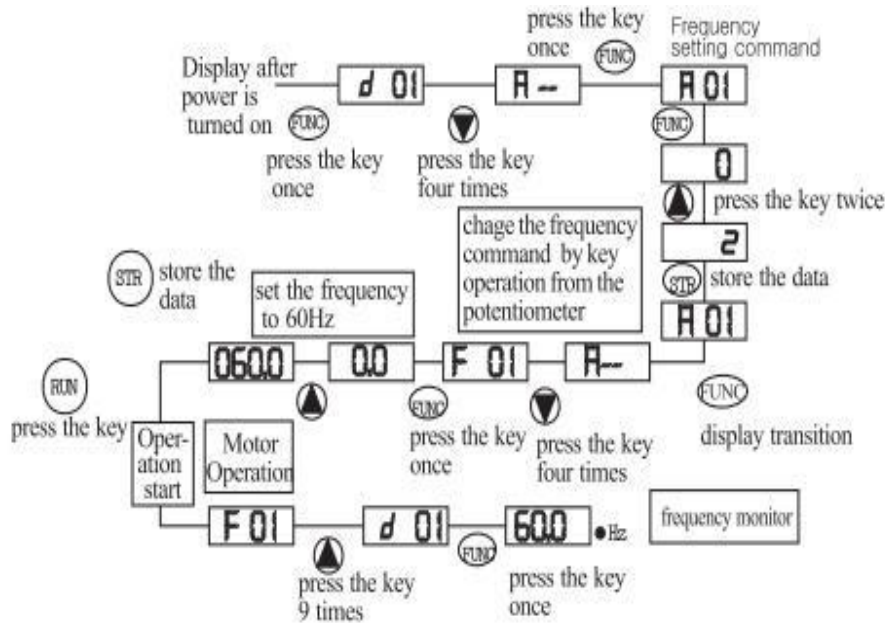 press the key
once
FUNC
Frequency
setting command
Display after
power is
turned on
FUNC
d 01
A --
A 01
press the key
once
press the key
four times
FUNC
0
press the key twice
2
STR
store the data
A 01
chage the frequency
command by key
operation from the
potentiometer
STR
store the
data
set the frequency
to 60Hz
060.0
0.0
F 01
A--
FUNC
display transition
RUN
press the key
FUNC
press the key
once
press the key
four times
Oper-
ation
start
Motor
Operation
F 01
d 01
60.0
Hz
frequency monitor
press the key
9 times
FUNC
press the key
once